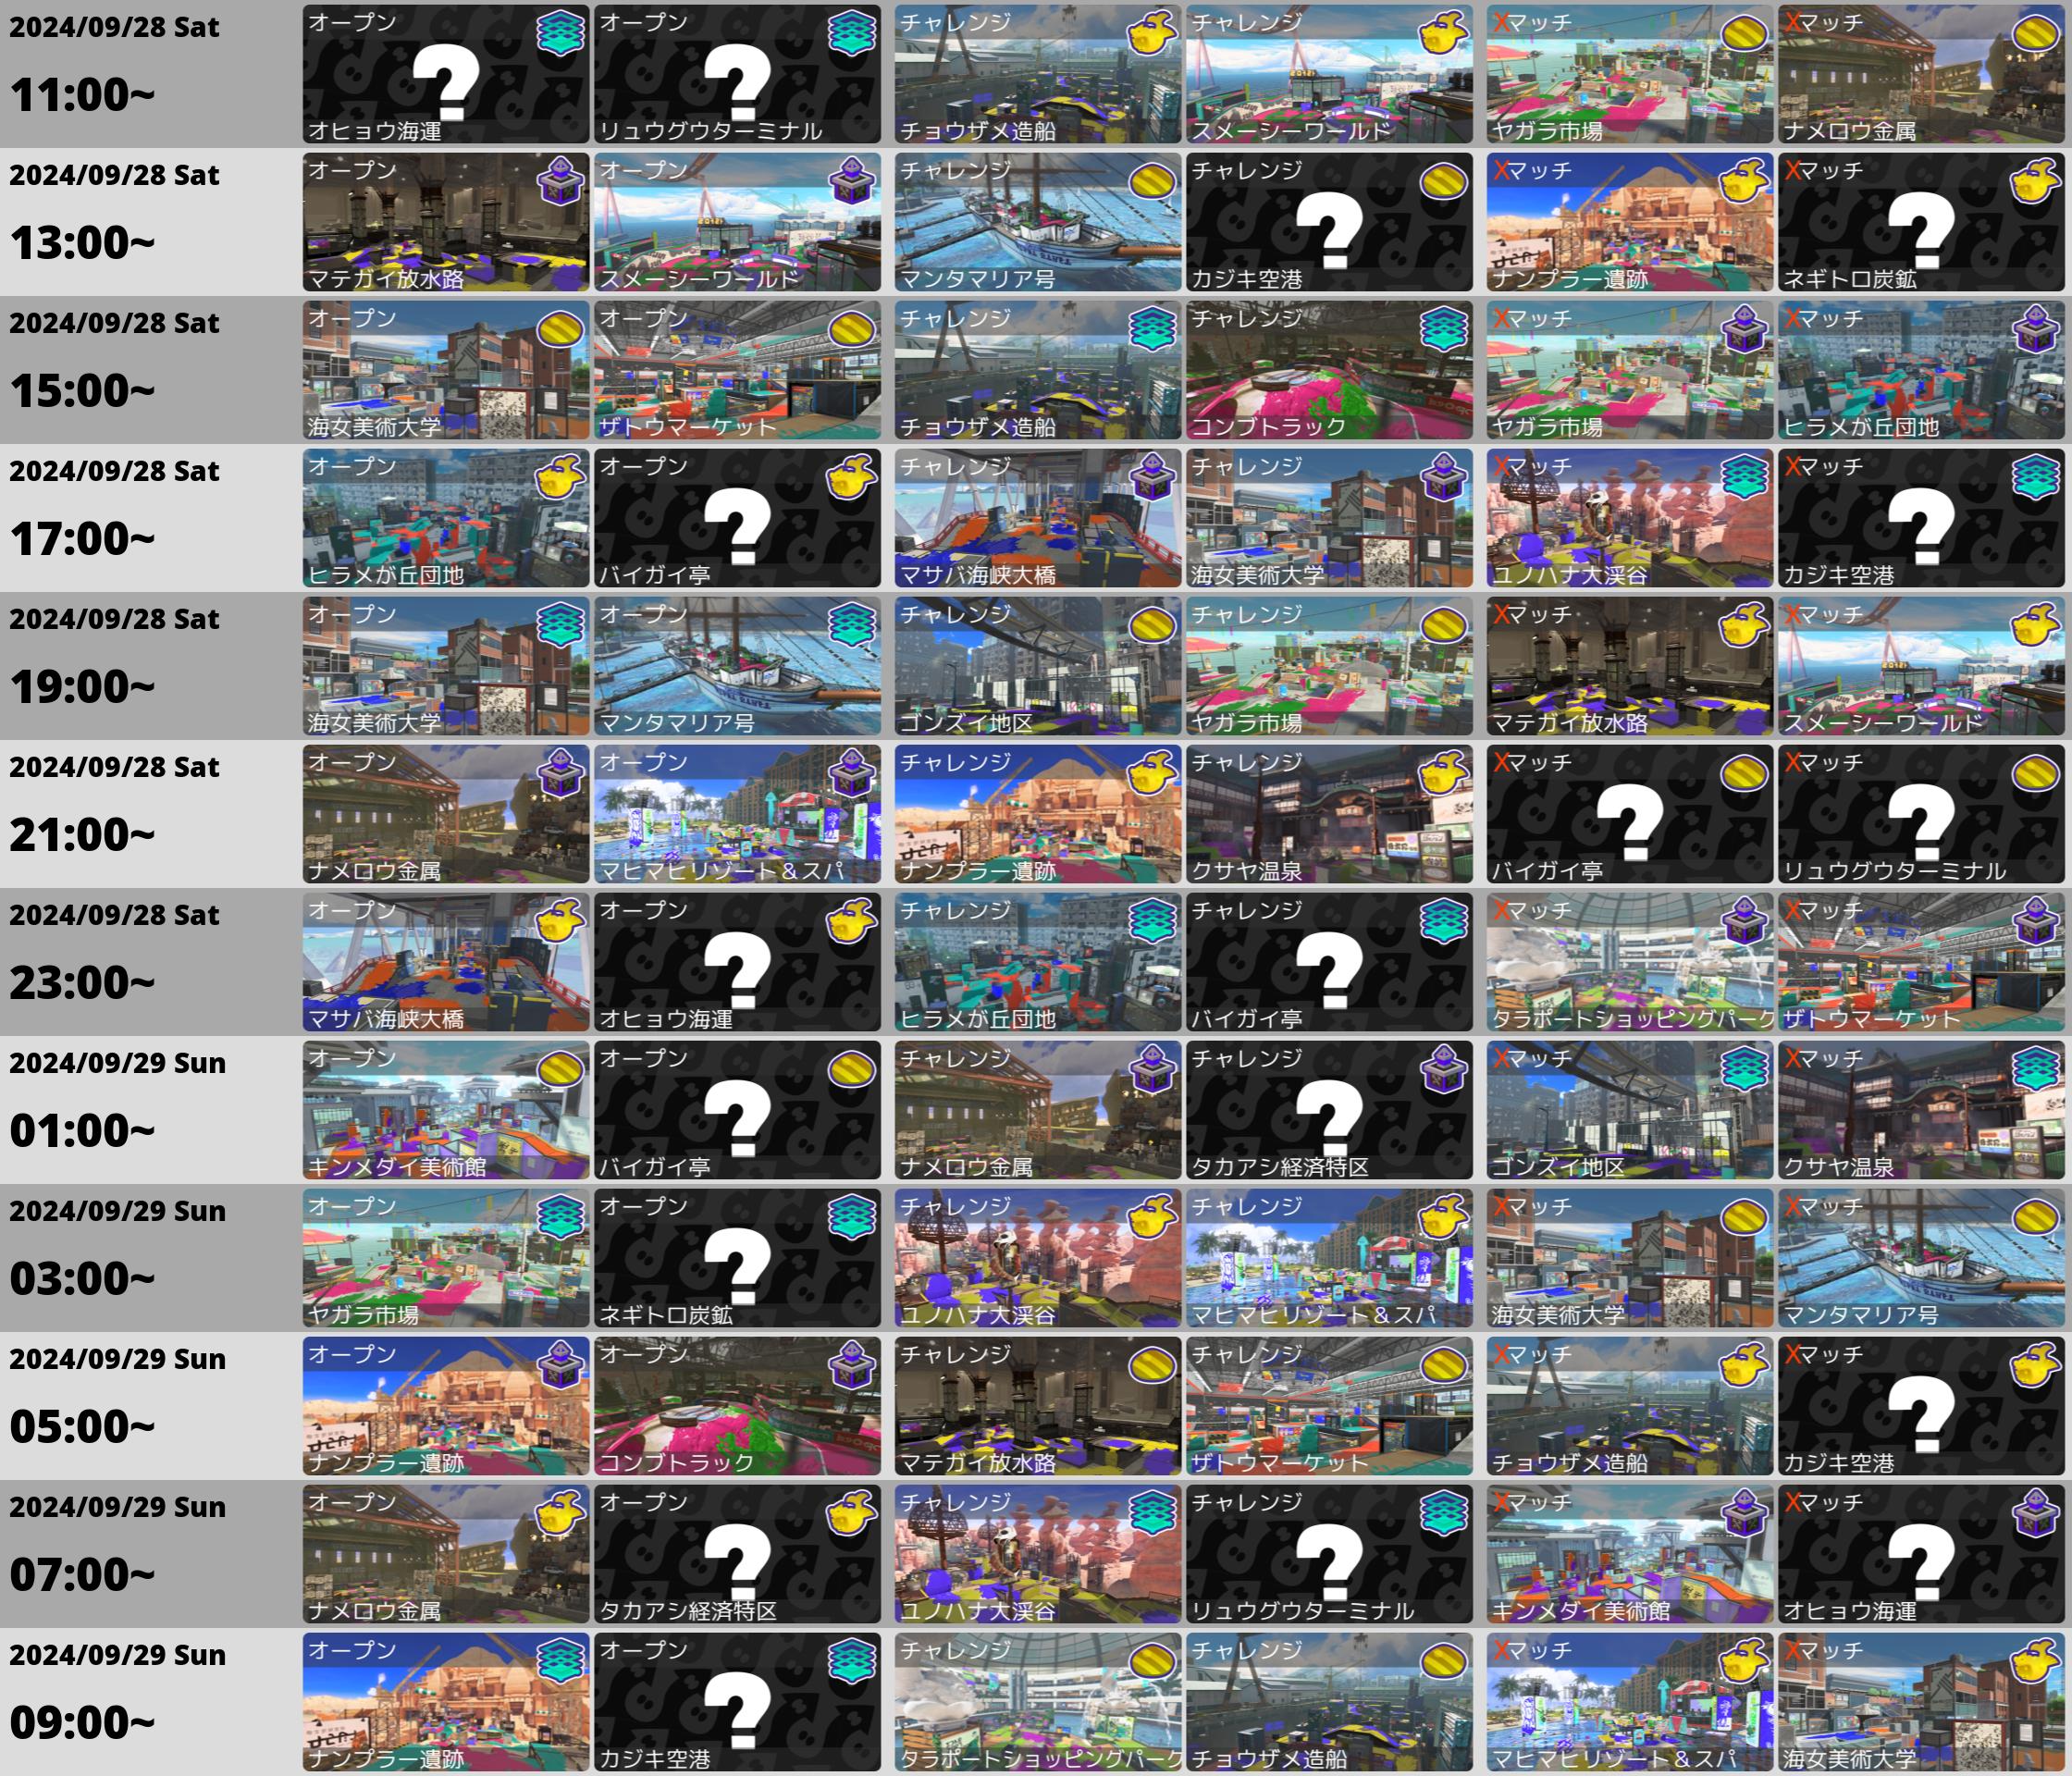 2024/09/28 Sat
11:00~
オープン
オヒョウ海運
オープン
リュウグウターミナル
チャレンジ
チョウザメ造船
チャレンジ
スメーシーワールド
Xマッチ
ヤガラ市場
Xマッチ
ナメロウ金属
2024/09/28 Sat
13:00~
オープン
マテガイ放水路
オープン
スメーシーワールド
チャレンジ
マンタマリア号
チャレンジ
カジキ空港
Xマッチ
ナンプラー遺跡
Xマッチ
ネギトロ炭鉱
2024/09/28 Sat
15:00~
オープン
海女美術大学
オープン
ザトウマーケット
チャレンジ
チョウザメ造船
チャレンジ
コンブトラック
Xマッチ
ヤガラ市場
Xマッチ
ヒラメが丘団地
2024/09/28 Sat
17:00~
オープン
ヒラメが丘団地
オープン
バイガイ亭
チャレンジ
マサバ海峡大橋
チャレンジ
海女美術大学
Xマッチ
ユノハナ大渓谷
Xマッチ
カジキ空港
2024/09/28 Sat
19:00~
オープン
海女美術大学
オープン
マンタマリア号
チャレンジ
ゴンズイ地区
チャレンジ
ヤガラ市場
Xマッチ
マテガイ放水路
Xマッチ
スメーシーワールド
2024/09/28 Sat
21:00~
オープン
ナメロウ金属
オープン
マヒマヒリゾート＆スパ
チャレンジ
ナンプラー遺跡
チャレンジ
クサヤ温泉
Xマッチ
バイガイ亭
Xマッチ
リュウグウターミナル
2024/09/28 Sat
23:00~
オープン
マサバ海峡大橋
オープン
オヒョウ海運
チャレンジ
ヒラメが丘団地
チャレンジ
バイガイ亭
Xマッチ
タラポートショッピングパーク
Xマッチ
ザトウマーケット
2024/09/29 Sun
01:00~
オープン
キンメダイ美術館
オープン
バイガイ亭
チャレンジ
ナメロウ金属
チャレンジ
タカアシ経済特区
Xマッチ
ゴンズイ地区
Xマッチ
クサヤ温泉
2024/09/29 Sun
03:00~
オープン
ヤガラ市場
オープン
ネギトロ炭鉱
チャレンジ
ユノハナ大渓谷
チャレンジ
マヒマヒリゾート＆スパ
Xマッチ
海女美術大学
Xマッチ
マンタマリア号
2024/09/29 Sun
05:00~
オープン
ナンプラー遺跡
オープン
コンブトラック
チャレンジ
マテガイ放水路
チャレンジ
ザトウマーケット
Xマッチ
チョウザメ造船
Xマッチ
カジキ空港
2024/09/29 Sun
07:00~
オープン
ナメロウ金属
オープン
タカアシ経済特区
チャレンジ
ユノハナ大渓谷
チャレンジ
リュウグウターミナル
Xマッチ
キンメダイ美術館
Xマッチ
オヒョウ海運
2024/09/29 Sun
09:00~
オープン
ナンプラー遺跡
オープン
カジキ空港
チャレンジ
タラポートショッピングパーク
チャレンジ
チョウザメ造船
Xマッチ
マヒマヒリゾート＆スパ
Xマッチ
海女美術大学